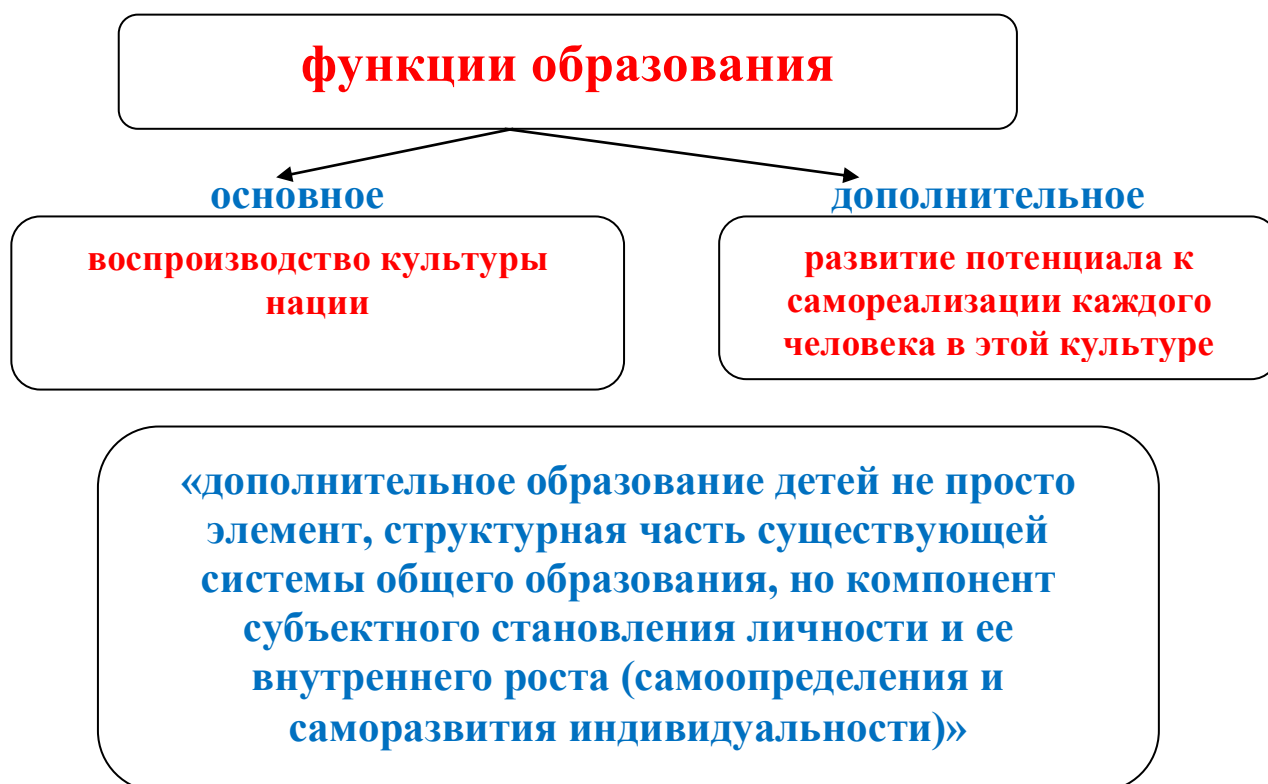 функции образования
основное
дополнительное
воспроизводство культуры
нации
развитие потенциала к
самореализации каждого
человека в этой культуре
«дополнительное образование детей не просто
элемент, структурная часть существующей
системы общего образования, но компонент
субъектного становления личности и ее
внутреннего роста (самоопределения и
саморазвития индивидуальности)»